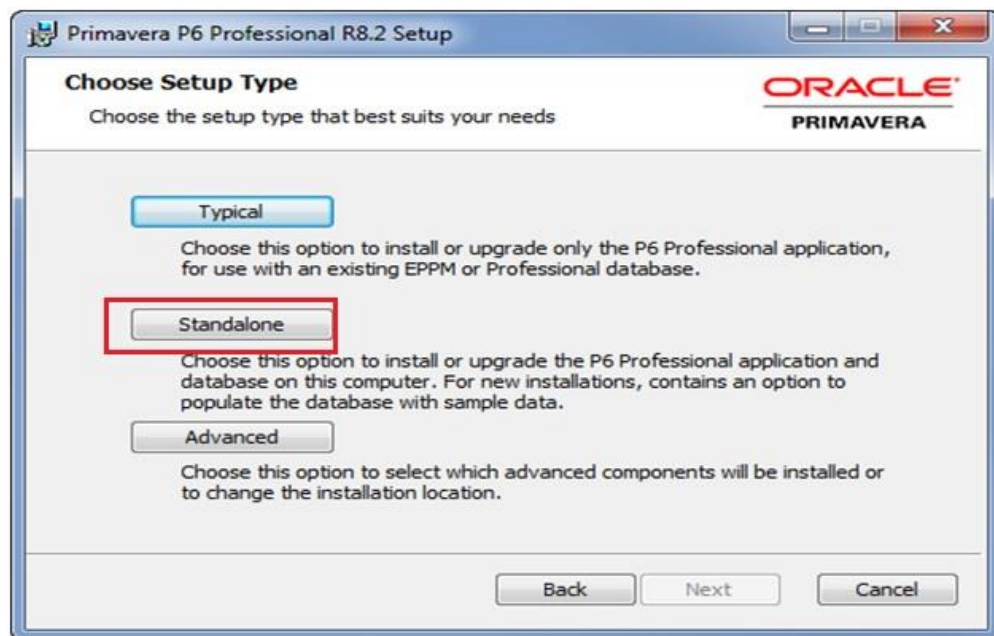 Primavera P6 Professional R8.2 Setup
Choose Setup Type
Choose the setup type that best suits your needs
ORACLE
PRIMAVERA
Typical
Choose this option to install or upgrade only the P6 Professional application,
for use with an existing EPPM or Professional database.
Standalone
Choose this option to install or upgrade the P6 Professional application and
database on this computer. For new installations, contains an option to
populate the database with sample data.
Advanced
Choose this option to select which advanced components will be installed or
to change the installation location.
Back Next Cancel